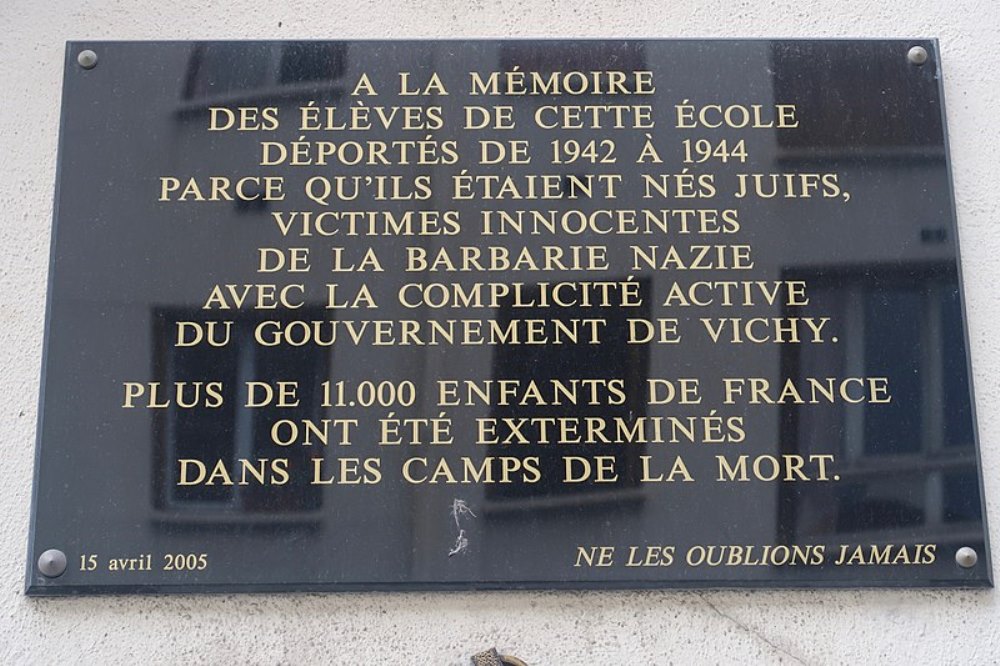 A LA MÉMOIRE
DES ÉLÈVES DE CETTE ÉCOLE
DÉPORTÉS DE 1942 À 1944
PARCE QU'ILS ÉTAIENT NÉS JUIFS,
VICTIMES INNOCENTES
DE LA BARBARIE NAZIE
AVEC LA COMPLICITÉ ACTIVE
DU GOUVERNEMENT DE VICHY.
PLUS DE 11.000 ENFANTS DE FRANCE
ONT ÉTÉ EXTERMINÉS
DANS LES CAMPS DE LA MORT.
15 avril 2005
NE LES OUBLIONS JAMAIS